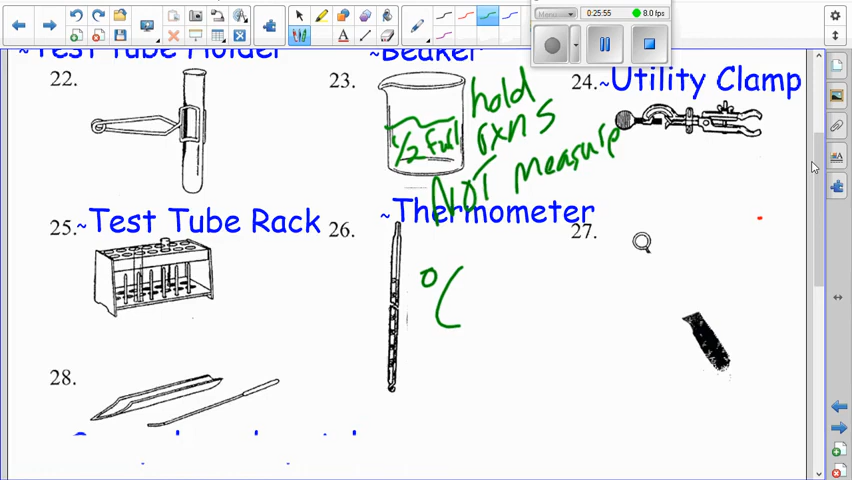 Menu
0:25:55
8.0 fps
~Test Tube Holder
~Beaker
22.
23.
24.
~Utility Clamp
hold
rxns
1/2 full
NOT measure
25.
~Test Tube Rack
26.
~Thermometer
27.
°C
28.